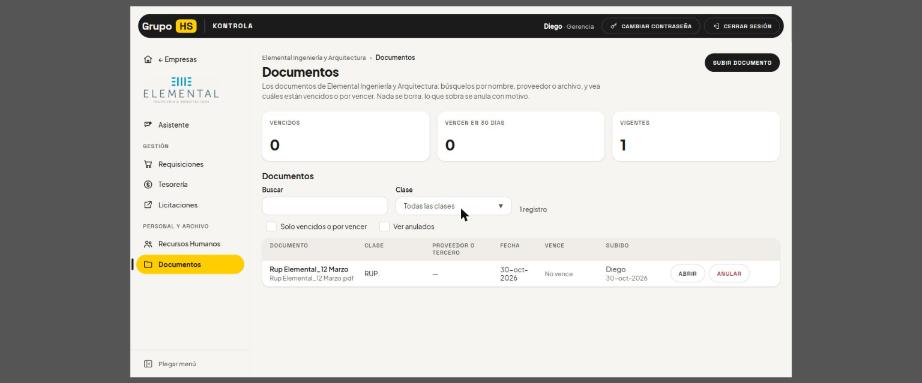 Grupo HS KONTROLA
Diego · Gerencia
CAMBIAR CONTRASEÑA
CERRAR SESIÓN
← Empresas
ELEMENTAL
Asistente
GESTIÓN
Requisiciones
Tesorería
Licitaciones
PERSONAL Y ARCHIVO
Recursos Humanos
Documentos
Plegar menú
Elemental Ingeniería y Arquitectura › Documentos
Documentos
Los documentos de Elemental Ingeniería y Arquitectura: búsquelos por nombre, proveedor o archivo, y vea
cuáles están vencidos o por vencer. Nada se borra: lo que sobra se anula con motivo.
SUBIR DOCUMENTO
VENCIDOS
0
VENCEN EN 30 DÍAS
0
VIGENTES
1
Documentos
Buscar
Clase
Todas las clases
1 registro
Solo vencidos o por vencer
Ver anulados
DOCUMENTO CLASE PROVEEDOR O TERCERO FECHA VENCE SUBIDO
Rup Elemental_12 Marzo
Rup Elemental_12 Marzo.pdf
RUP
—
30-oct-
2026
No vence
Diego
30-oct-2026
ABRIR
ANULAR